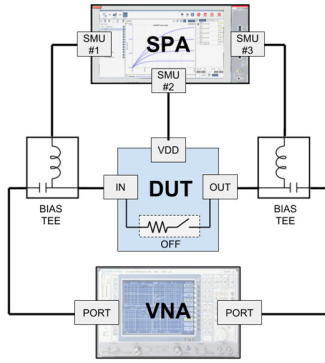 SPA
SMU
#1
SMU
#2
SMU
#3
VDD
IN
DUT
OUT
OFF
BIAS
TEE
BIAS
TEE
PORT
VNA
PORT